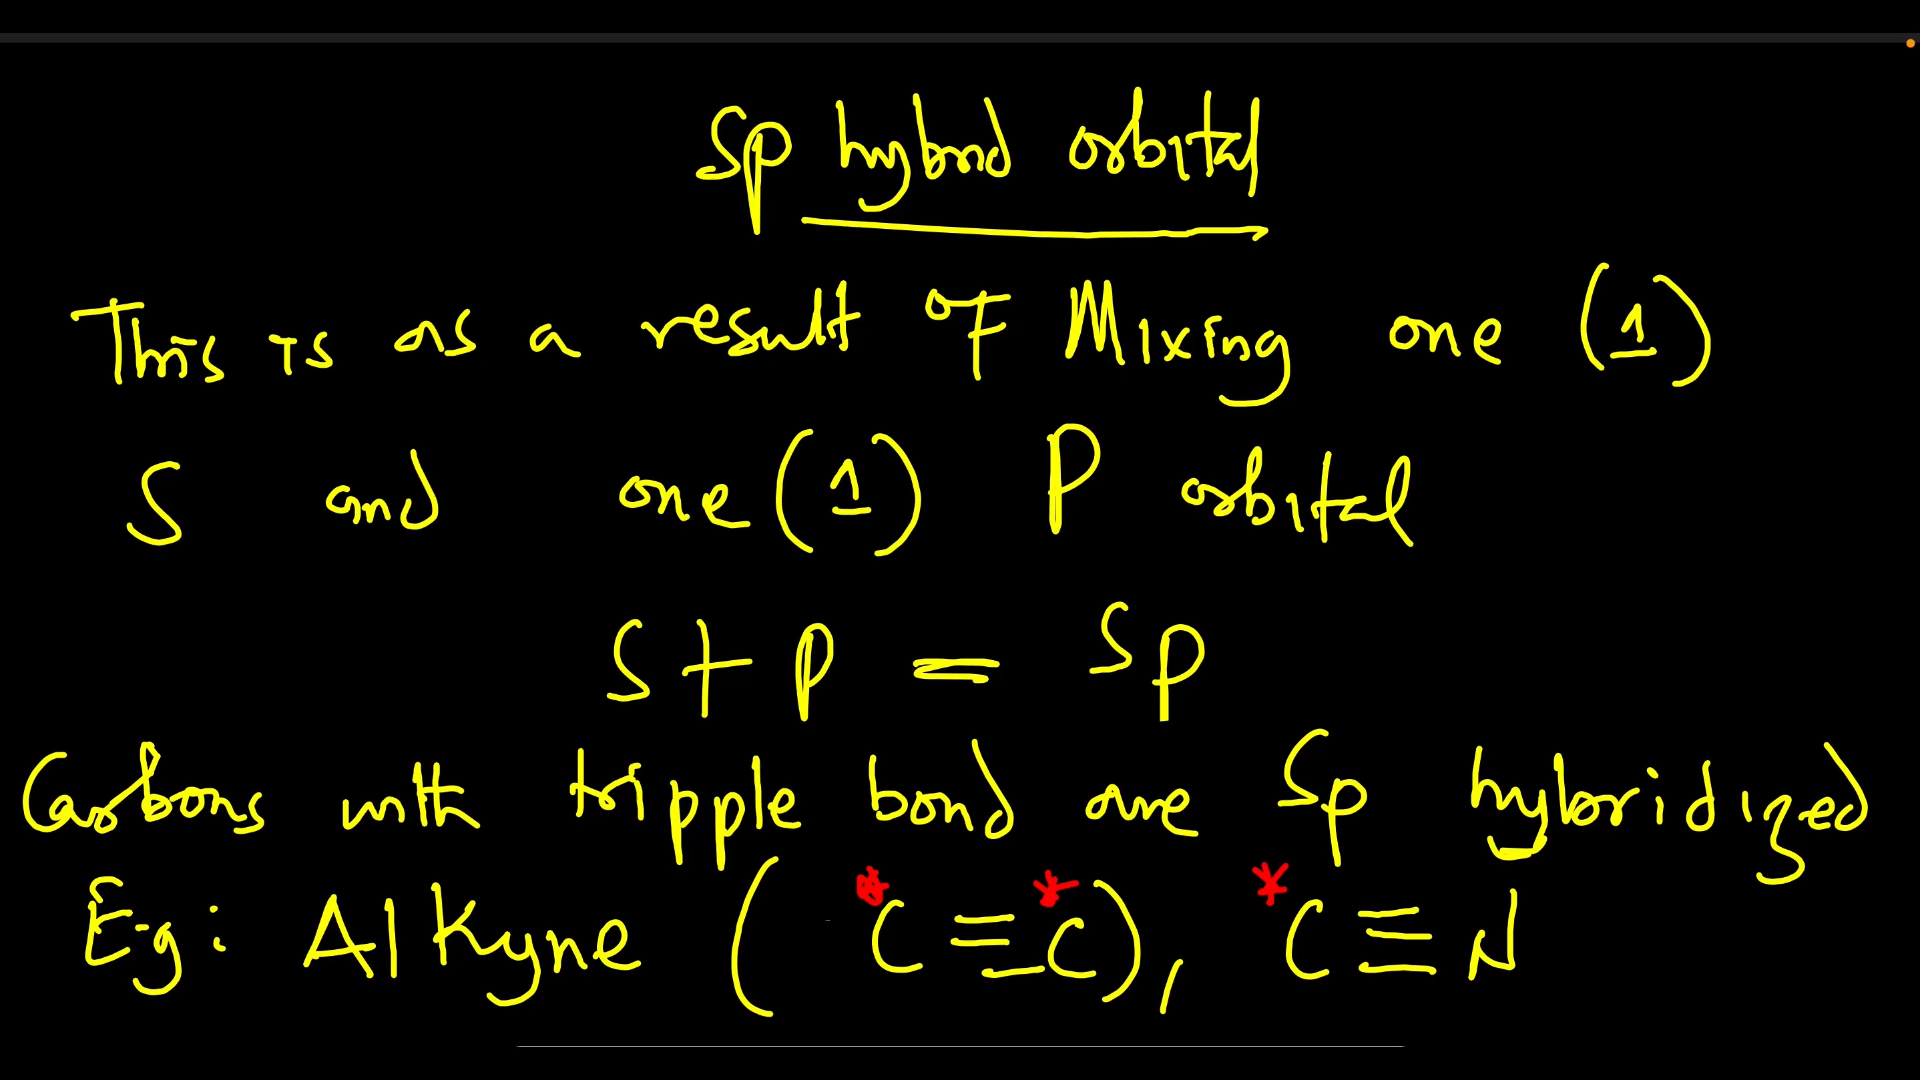 Sp hybrid orbital
This is as a result of Mixing one (1)
S and one (1) P orbital
S + P = Sp
Carbons with tripple bond are Sp hybridized
E.g: Alkyne ( *C ≡ C*), *C ≡ N